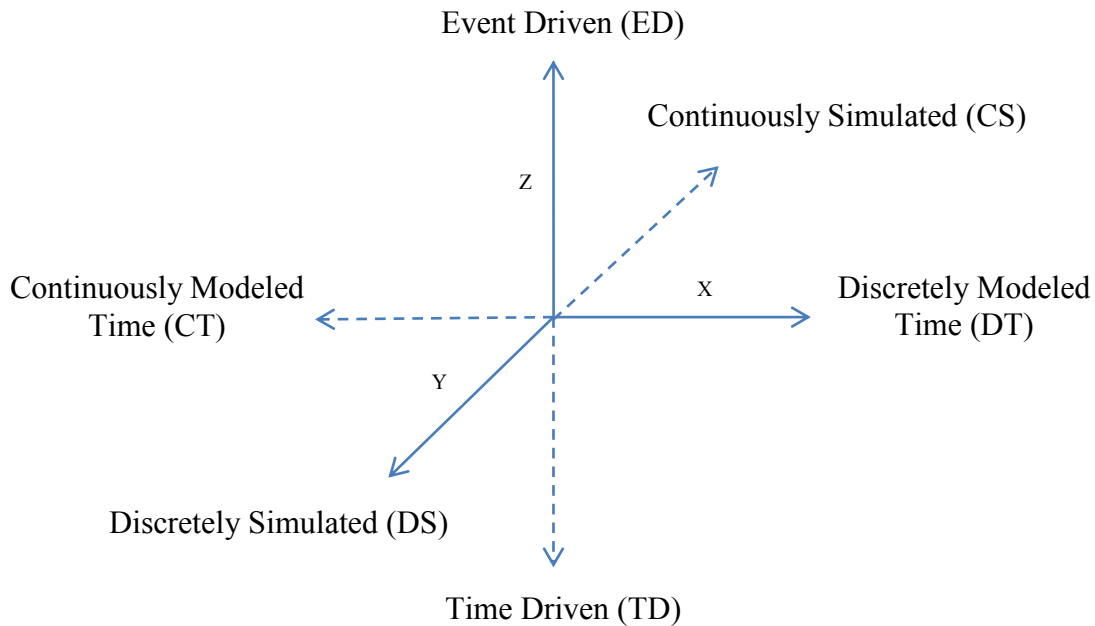 Event Driven (ED)
Continuously Simulated (CS)
Z
Continuously Modeled
Time (CT)
X
Discretely Modeled
Time (DT)
Y
Discretely Simulated (DS)
Time Driven (TD)